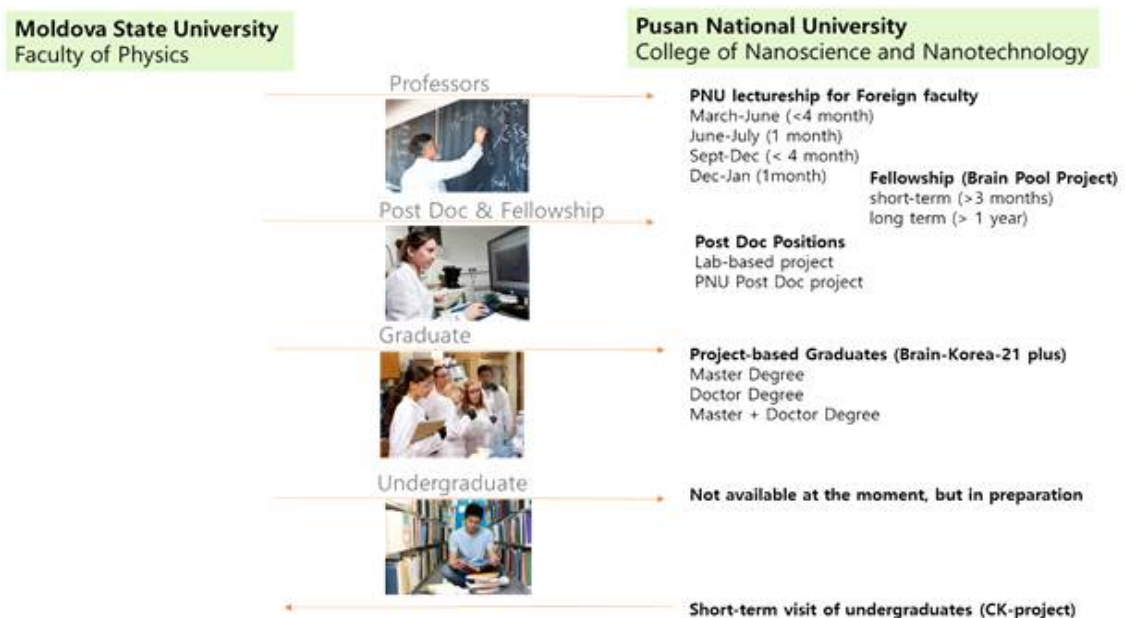 Moldova State University
Faculty of Physics
Pusan National University
College of Nanoscience and Nanotechnology
Professors
PNU lectureship for Foreign faculty
March-June (<4 month)
June-July (1 month)
Sept-Dec (< 4 month)
Dec-Jan (1month)
Fellowship (Brain Pool Project)
short-term (>3 months)
long term (> 1 year)
Post Doc & Fellowship
Post Doc Positions
Lab-based project
PNU Post Doc project
Graduate
Project-based Graduates (Brain-Korea-21 plus)
Master Degree
Doctor Degree
Master + Doctor Degree
Undergraduate
Not available at the moment, but in preparation
Short-term visit of undergraduates (CK-project)